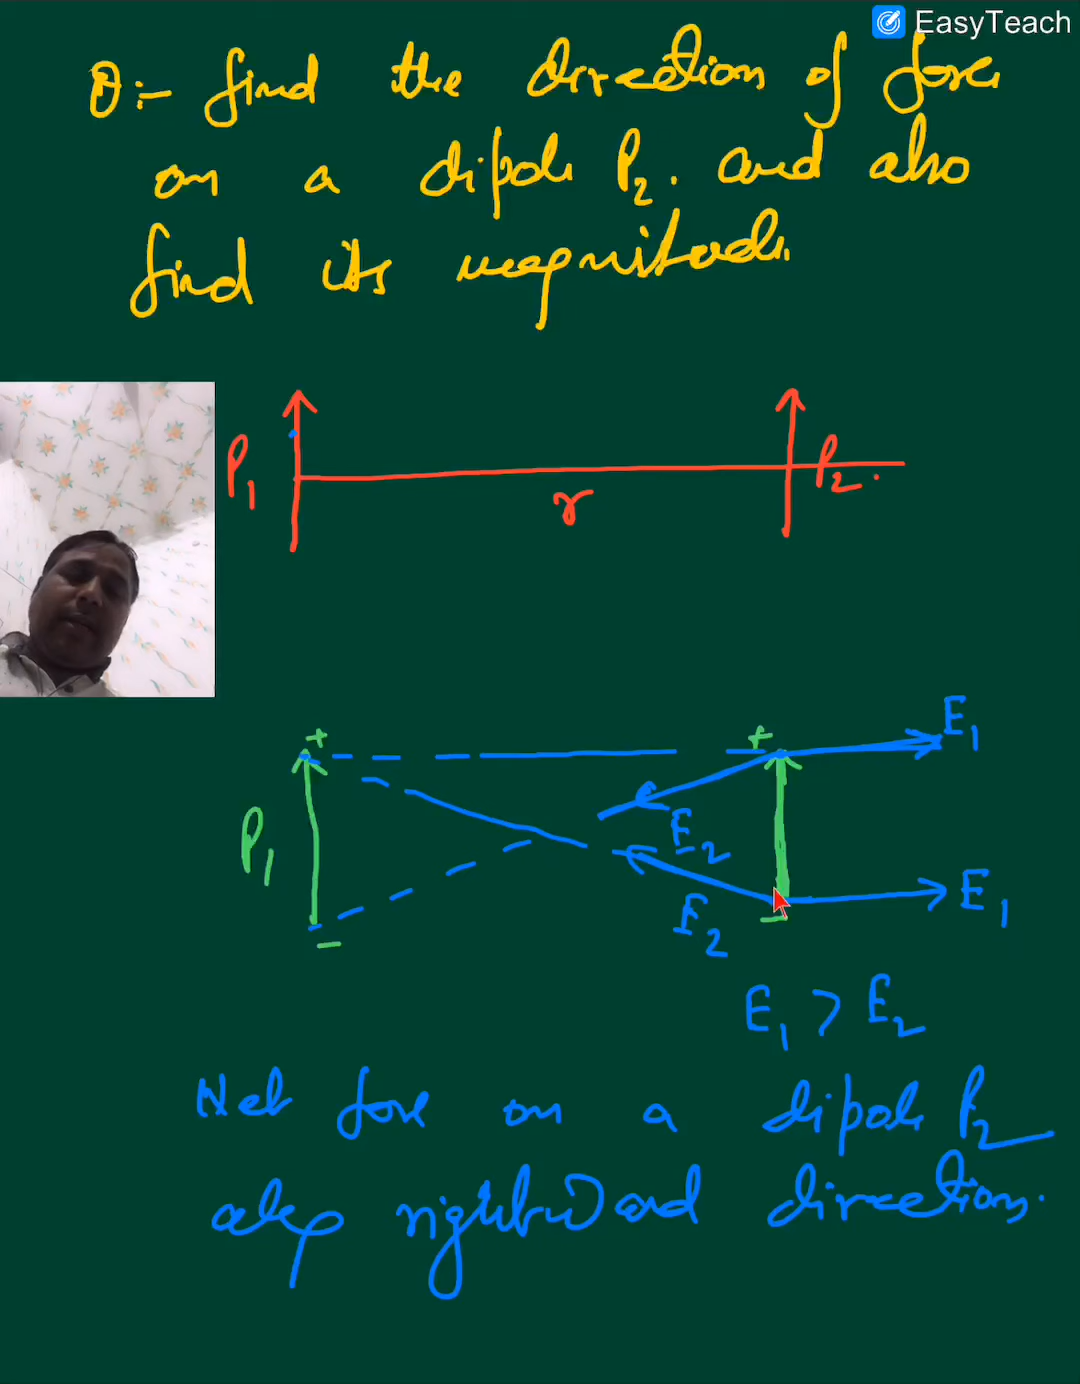 EasyTeach
Q:- find the direction of force
on a dipole P₂. and also
find its magnitude.
P₁
P₂.
r
+
+
E₁
P₁
E₂
E₂
E₁
-
-
E₁ > E₂
Net force on a dipole P₂
along rightward direction.